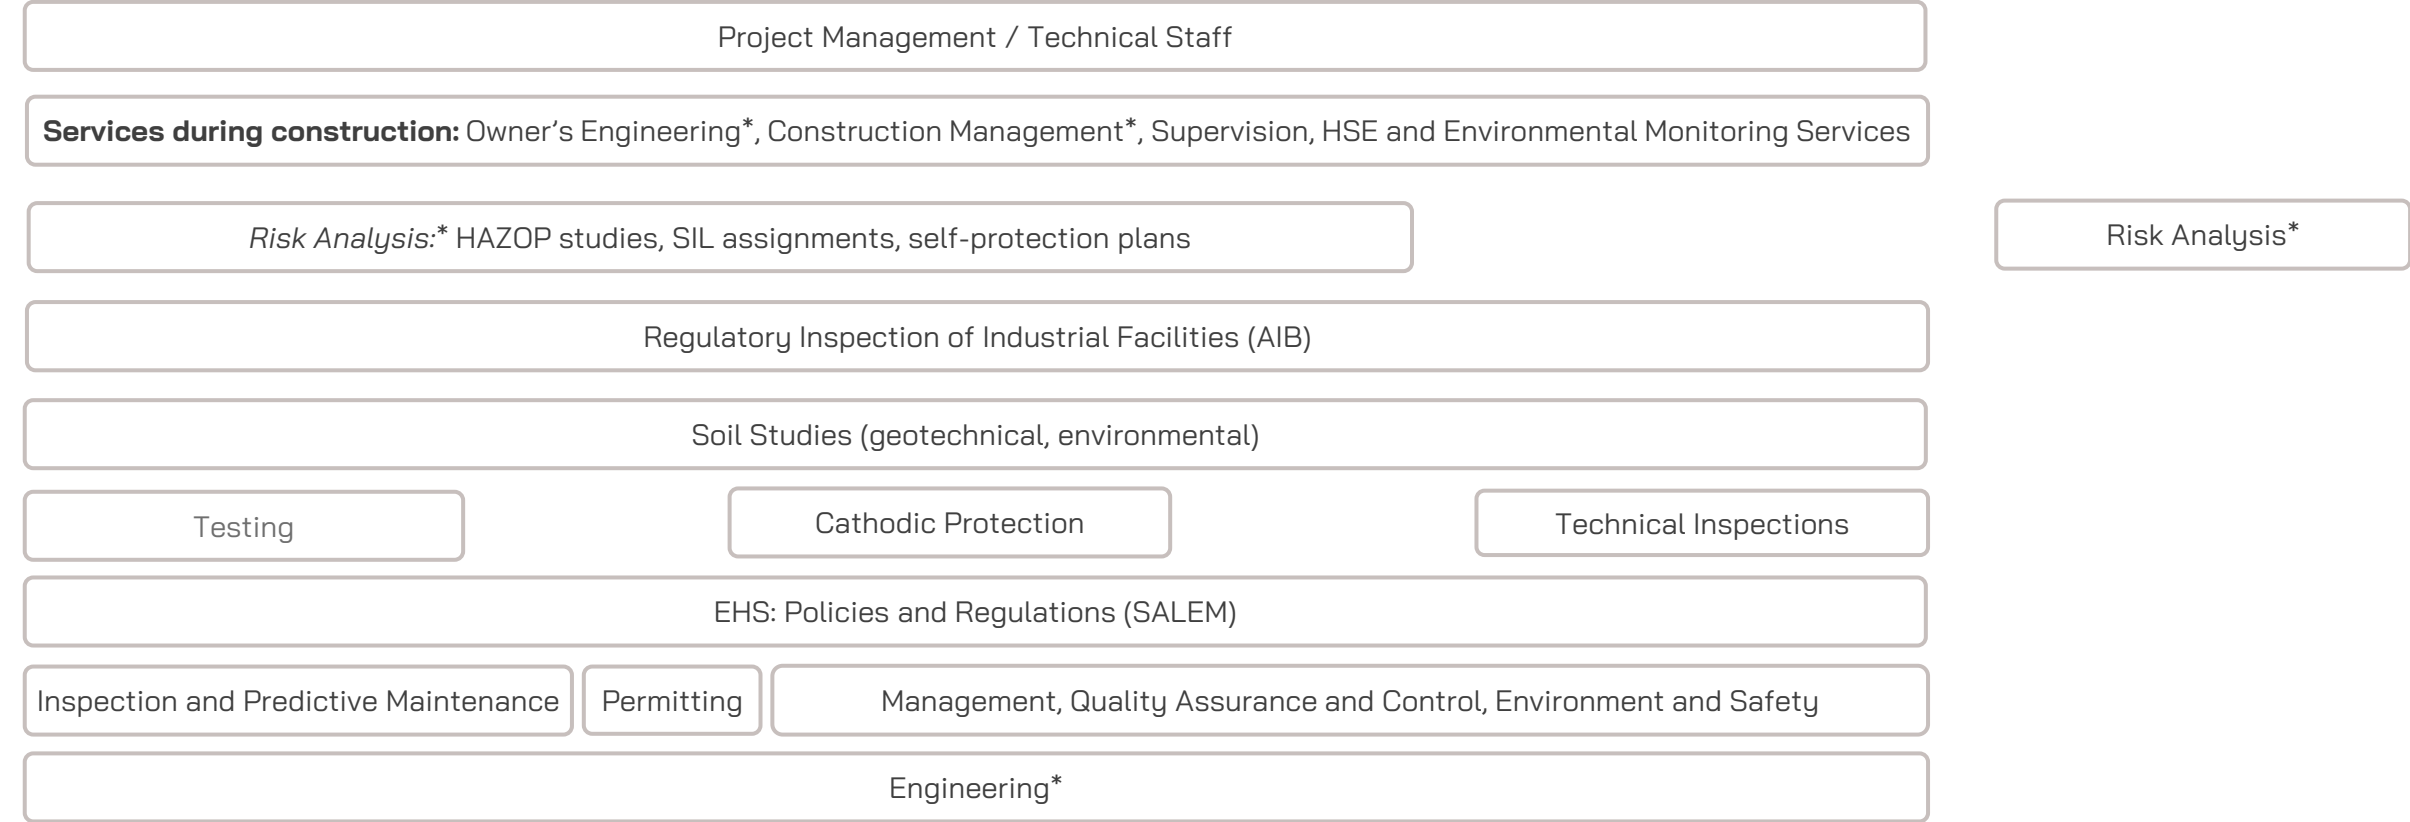 Project Management / Technical Staff
Services during construction: Owner’s Engineering*, Construction Management*, Supervision, HSE and Environmental Monitoring Services
Risk Analysis:* HAZOP studies, SIL assignments, self-protection plans
Risk Analysis*
Regulatory Inspection of Industrial Facilities (AIB)
Soil Studies (geotechnical, environmental)
Testing
Cathodic Protection
Technical Inspections
EHS: Policies and Regulations (SALEM)
Inspection and Predictive Maintenance
Permitting
Management, Quality Assurance and Control, Environment and Safety
Engineering*